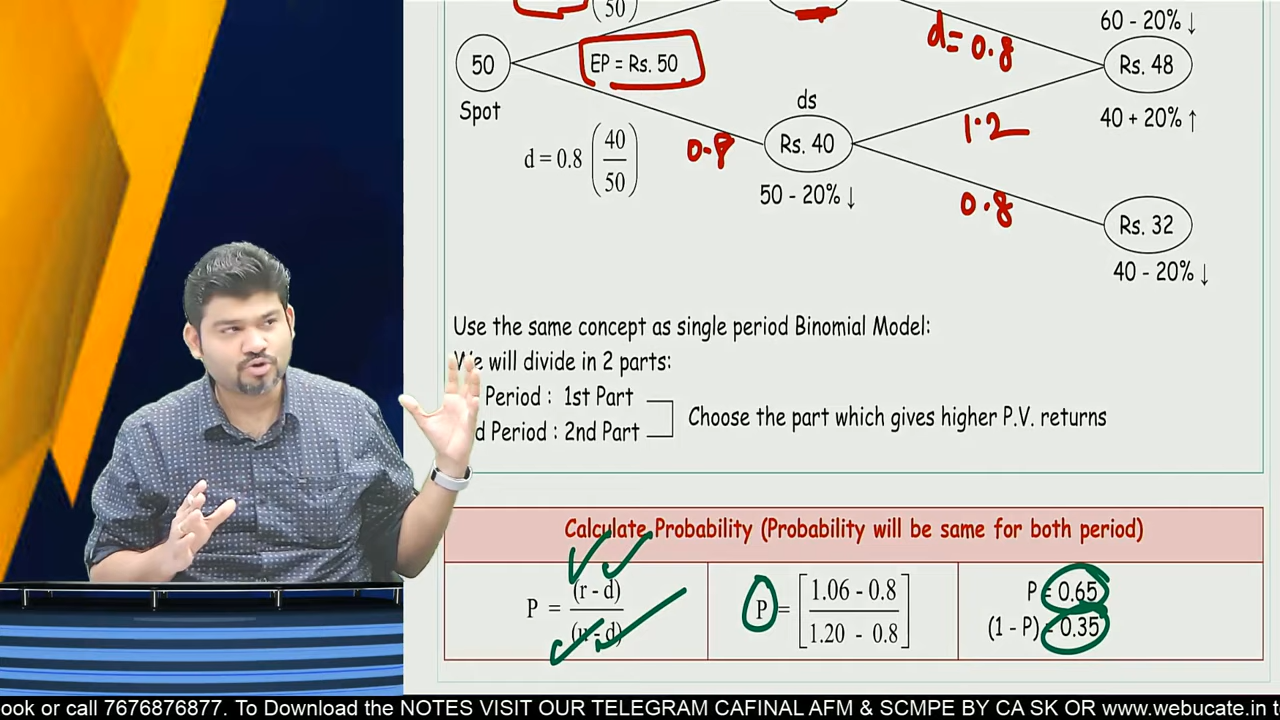 (50)
60 - 20% ↓
d = 0.8
50
EP = Rs. 50
Rs. 48
Spot
ds
40 + 20% ↑
1.2
d = 0.8 (40/50)
0.8
Rs. 40
50 - 20% ↓
0.8
Rs. 32
40 - 20% ↓
Use the same concept as single period Binomial Model:
We will divide in 2 parts:
Period : 1st Part
d Period : 2nd Part
Choose the part which gives higher P.V. returns
Calculate Probability (Probability will be same for both period)
P = (r - d)/(u - d)
P = [1.06 - 0.8/1.20 - 0.8]
P = 0.65
(1 - P) = 0.35
ook or call 7676876877. To Download the NOTES VISIT OUR TELEGRAM CAFINAL AFM & SCMPE BY CA SK OR www.webucate.in t